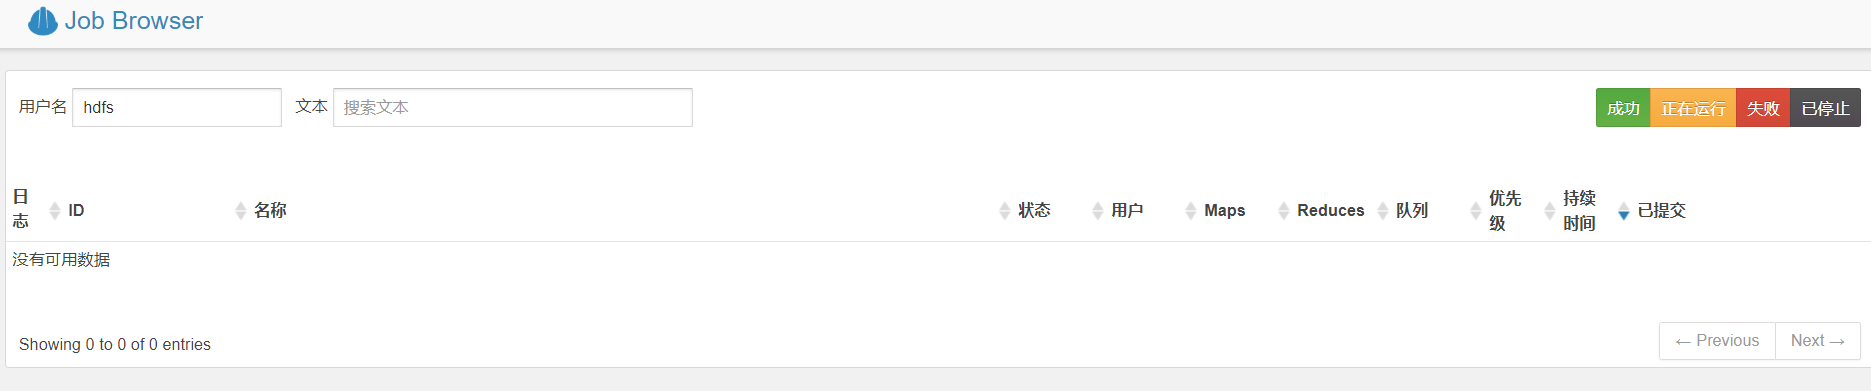 Job Browser
用户名 hdfs 文本 搜索文本 成功 正在运行 失败 已停止
日志 ID 名称 状态 用户 Maps Reduces 队列 优先级 持续时间 已提交
没有可用数据
Showing 0 to 0 of 0 entries ← Previous Next →